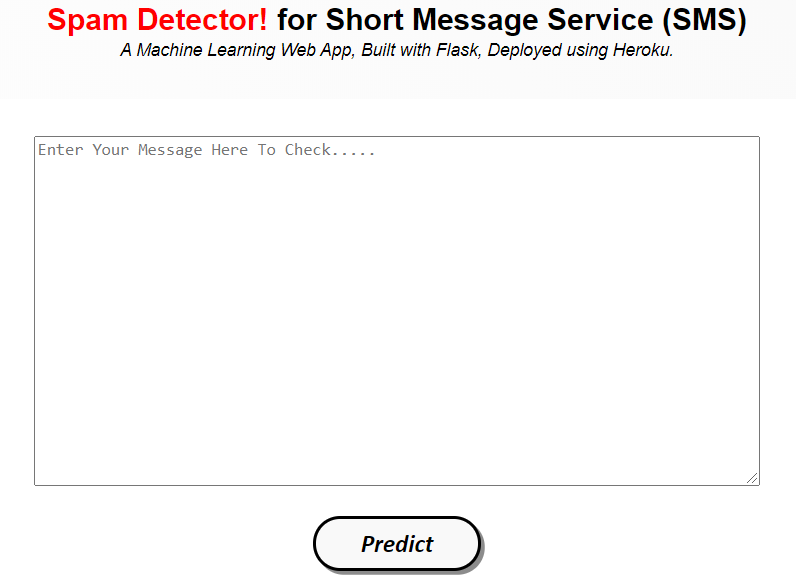 Spam Detector! for Short Message Service (SMS)
A Machine Learning Web App, Built with Flask, Deployed using Heroku.
Enter Your Message Here To Check.....
Predict